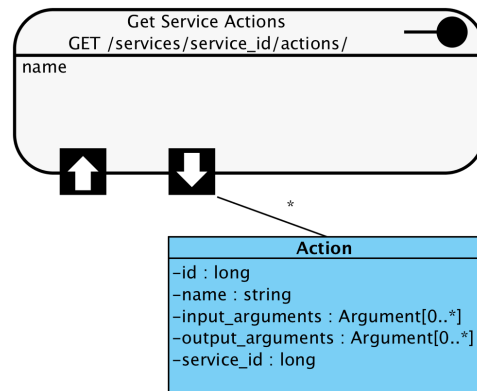 Get Service Actions
GET /services/service_id/actions/
name
*
Action
-id : long
-name : string
-input_arguments : Argument[0..*]
-output_arguments : Argument[0..*]
-service_id : long